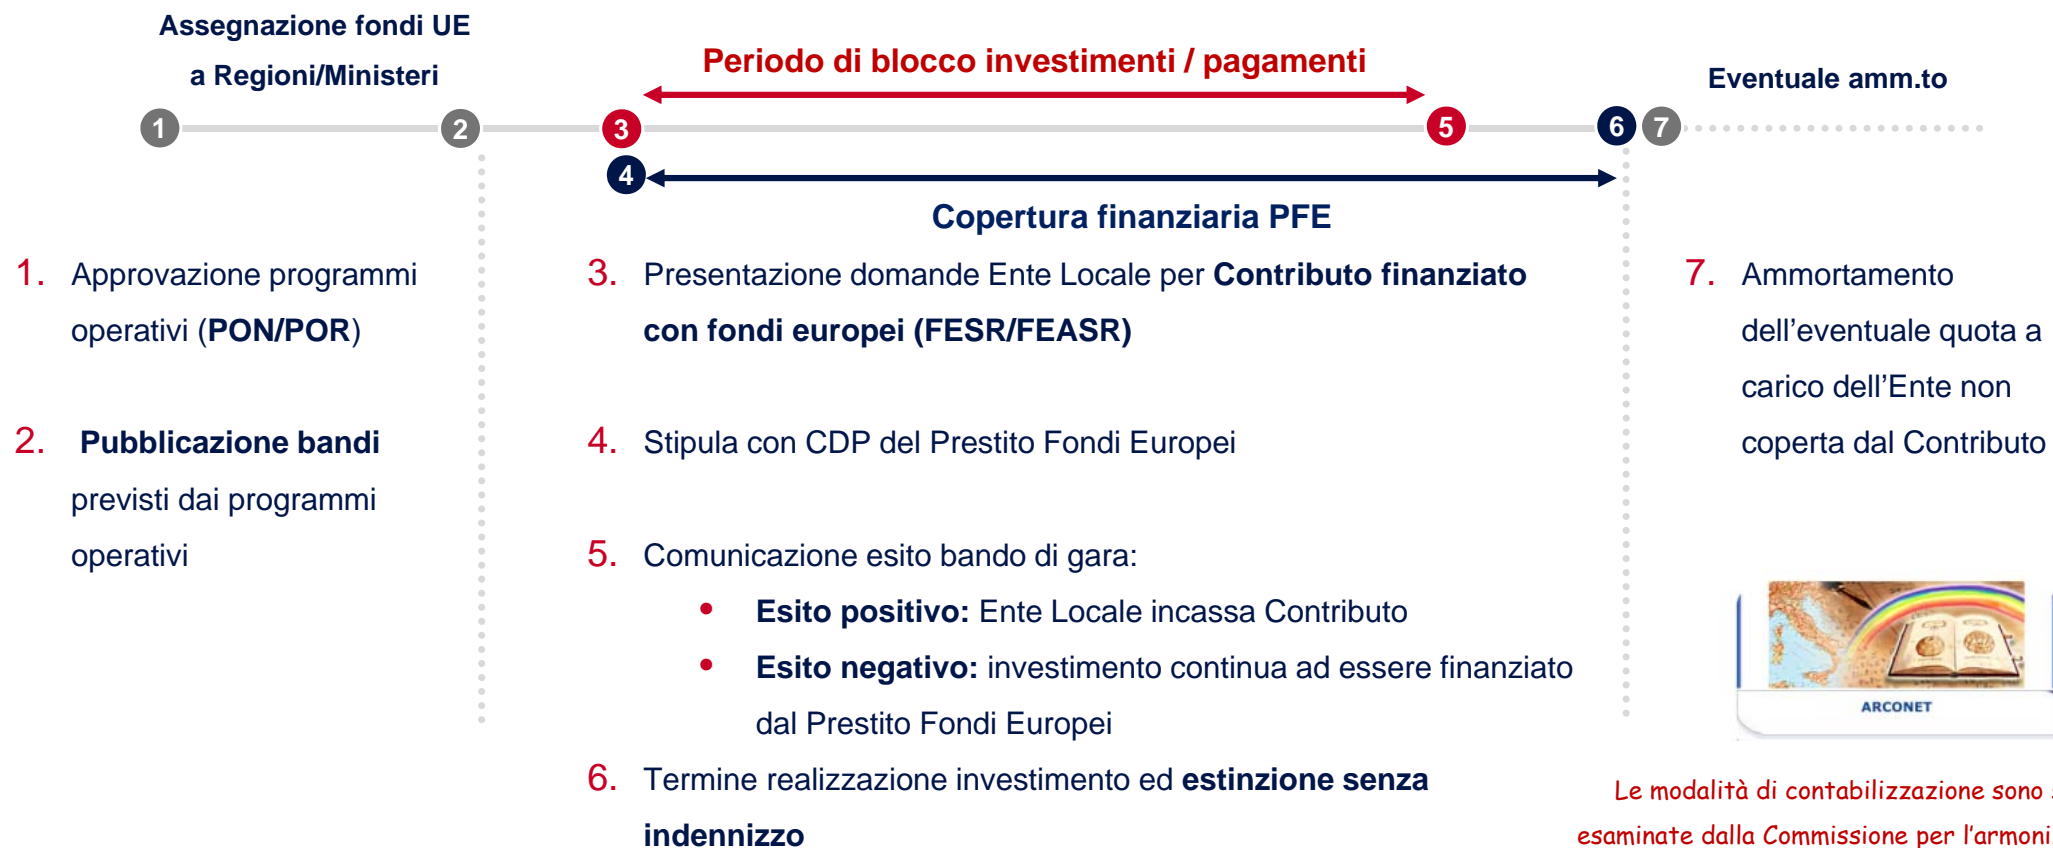 Assegnazione fondi UE
a Regioni/Ministeri
Periodo di blocco investimenti / pagamenti
Eventuale amm.to
1
2
3
5
6
7
4
Copertura finanziaria PFE
1. Approvazione programmi
operativi (PON/POR)
2. Pubblicazione bandi
previsti dai programmi
operativi
3. Presentazione domande Ente Locale per Contributo finanziato
con fondi europei (FESR/FEASR)
4. Stipula con CDP del Prestito Fondi Europei
5. Comunicazione esito bando di gara:
• Esito positivo: Ente Locale incassa Contributo
• Esito negativo: investimento continua ad essere finanziato
dal Prestito Fondi Europei
6. Termine realizzazione investimento ed estinzione senza
indennizzo
7. Ammortamento
dell’eventuale quota a
carico dell’Ente non
coperta dal Contributo
ARCONET
Le modalità di contabilizzazione sono
esaminate dalla Commissione per l’armoni